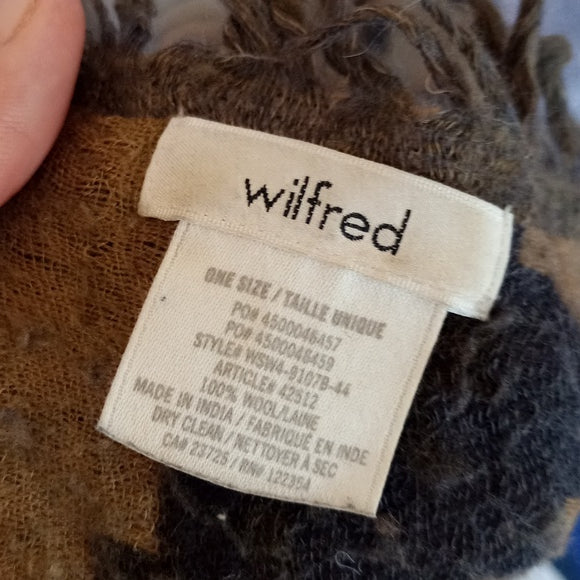 wilfred
ONE SIZE / TAILLE UNIQUE
PO# 4500046457
PO# 4500046459
STYLE# WSW4-9107B-44
ARTICLE# 42512
100% WOOL/LAINE
MADE IN INDIA / FABRIQUÉ EN INDE
DRY CLEAN / NETTOYER À SEC
CA# 23725 / RN# 122394